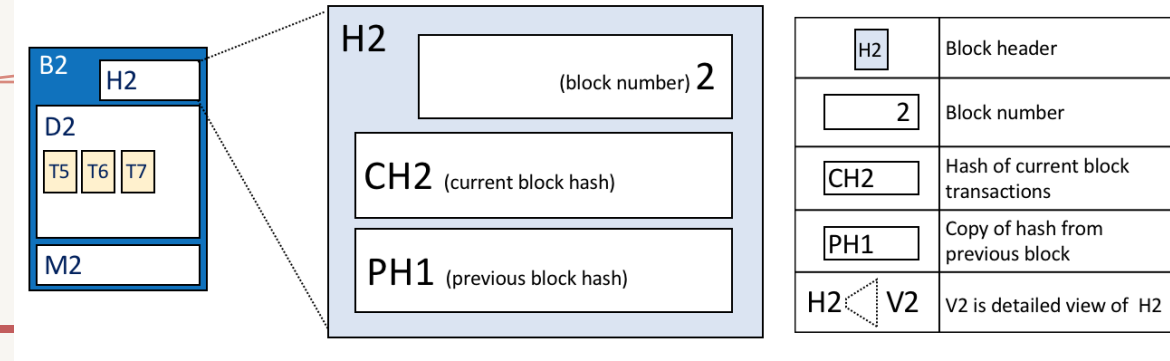 B2
H2
D2
T5 T6 T7
M2
H2
(block number) 2
CH2 (current block hash)
PH1 (previous block hash)
H2 Block header
2 Block number
CH2 Hash of current block
transactions
PH1 Copy of hash from
previous block
H2 V2 V2 is detailed view of H2